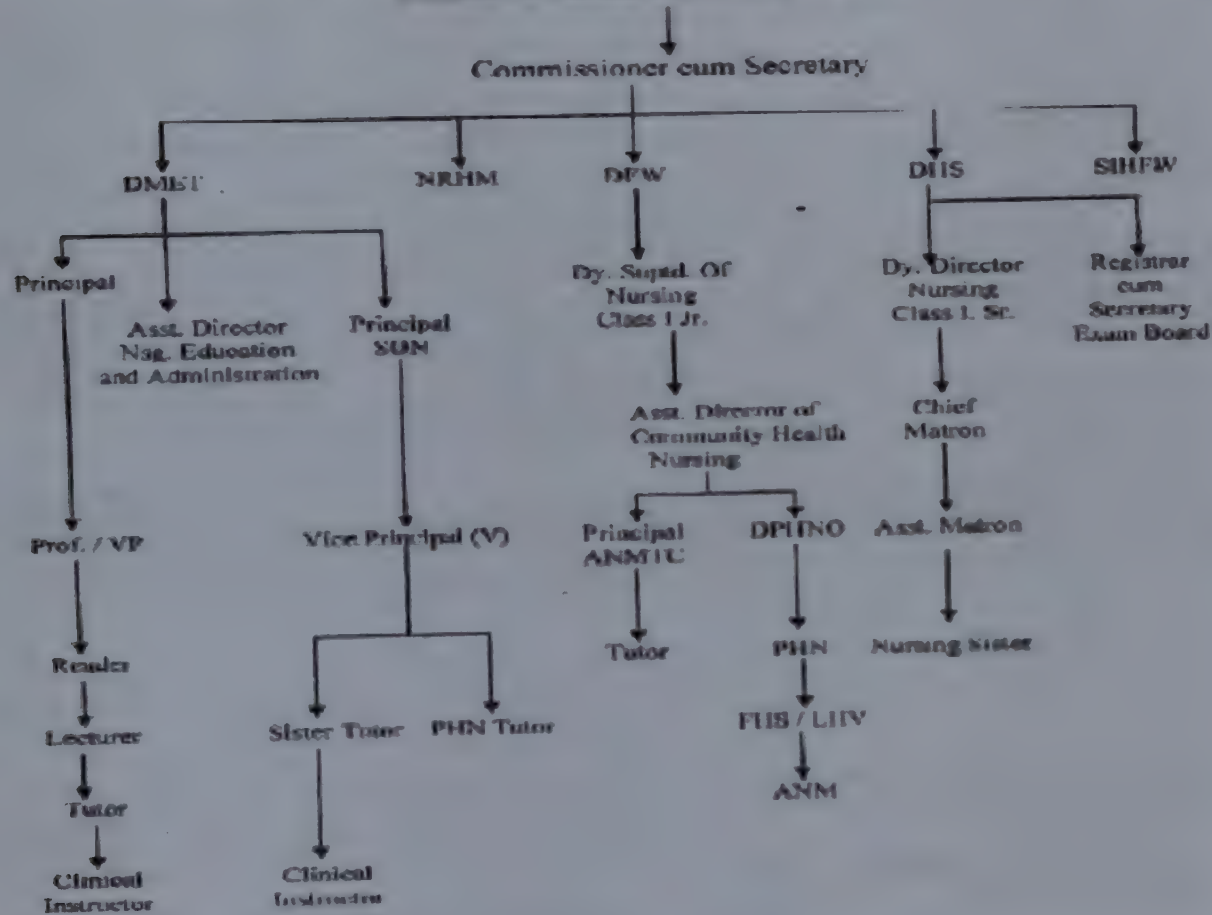 Commissioner cum Secretary
DMET
NRHM
DFW
DHS
SIHFW
Principal
Asst. Director
Nsg. Education
and Administration
Principal
SON
Dy. Suptd. Of
Nursing
Class I Jr.
Dy. Director
Nursing
Class I. Sr.
Registrar
cum
Secretary
Exam Board
Asst. Director of
Community Health
Nursing
Chief
Matron
Prof. / VP
Vice Principal (V)
Principal
ANMTC
DPHNO
Asst. Matron
Reader
Tutor
PHN
Nursing Sister
Lecturer
Sister Tutor
PHN Tutor
FHS / LHV
Tutor
ANM
Clinical
Instructor
Clinical
Instructor